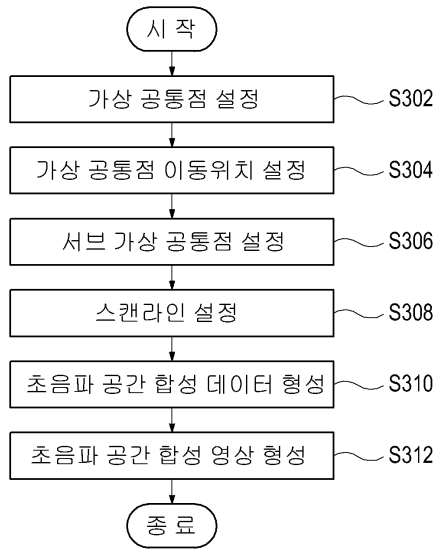 시 작
가상 공통점 설정 S302
가상 공통점 이동위치 설정 S304
서브 가상 공통점 설정 S306
스캔라인 설정 S308
초음파 공간 합성 데이터 형성 S310
초음파 공간 합성 영상 형성 S312
종 료